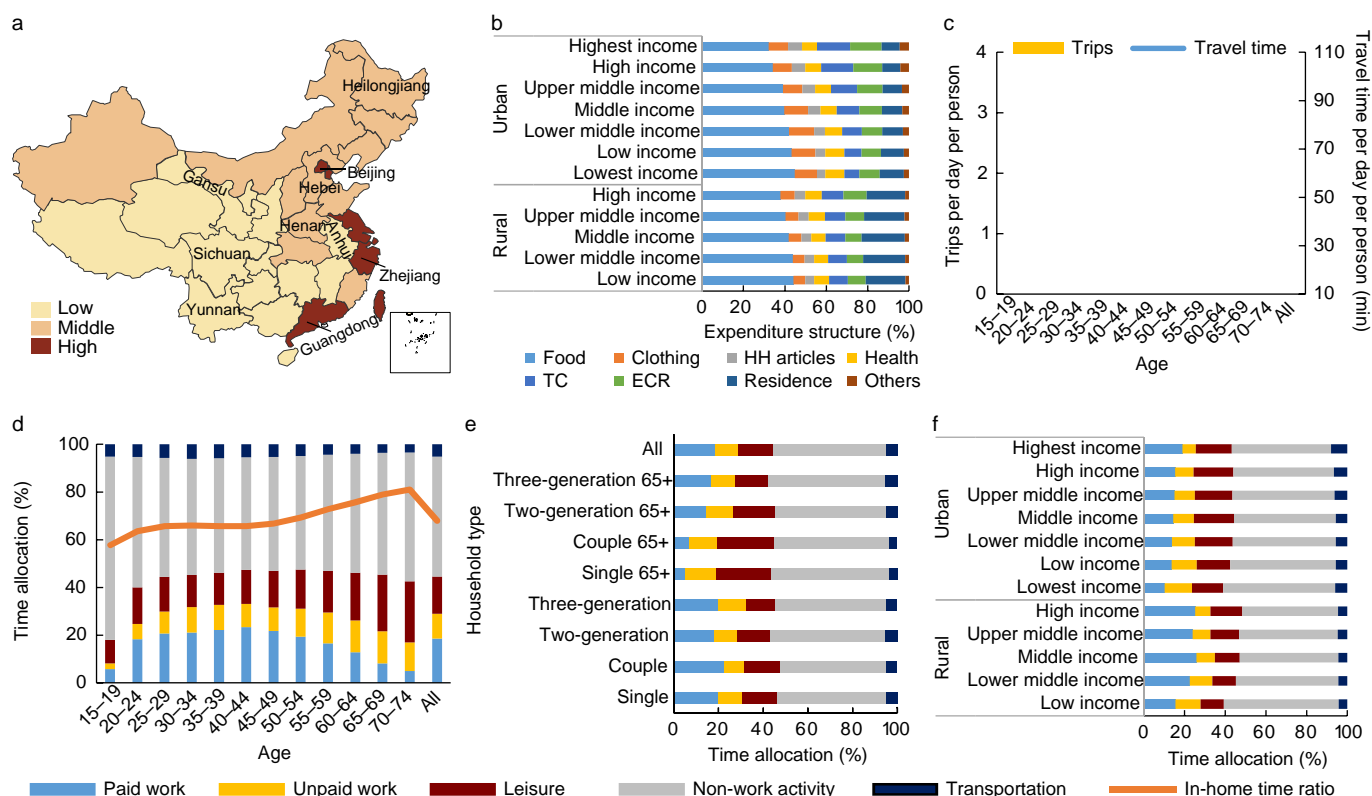 a
Heilongjiang
Gansu
Beijing
Hebei
Henan
Anhui
Sichuan
Zhejiang
Yunnan
Guangdong
Low
Middle
High
b
Urban
Highest income
High income
Upper middle income
Middle income
Lower middle income
Low income
Lowest income
Rural
High income
Upper middle income
Middle income
Lower middle income
Low income
0 20 40 60 80 100
Expenditure structure (%)
Food Clothing HH articles Health
TC ECR Residence Others
c
Trips Travel time
Trips per day per person
4
3
2
1
0
Travel time per day per person (min)
110
90
70
50
30
10
15–19 20–24 25–29 30–34 35–39 40–44 45–49 50–54 55–59 60–64 65–69 70–74 All
Age
d
Time allocation (%)
100
80
60
40
20
0
15–19 20–24 25–29 30–34 35–39 40–44 45–49 50–54 55–59 60–64 65–69 70–74 All
Age
e
Household type
All
Three-generation 65+
Two-generation 65+
Couple 65+
Single 65+
Three-generation
Two-generation
Couple
Single
0 20 40 60 80 100
Time allocation (%)
f
Urban
Highest income
High income
Upper middle income
Middle income
Lower middle income
Low income
Lowest income
Rural
High income
Upper middle income
Middle income
Lower middle income
Low income
0 20 40 60 80 100
Time allocation (%)
Paid work Unpaid work Leisure Non-work activity Transportation In-home time ratio